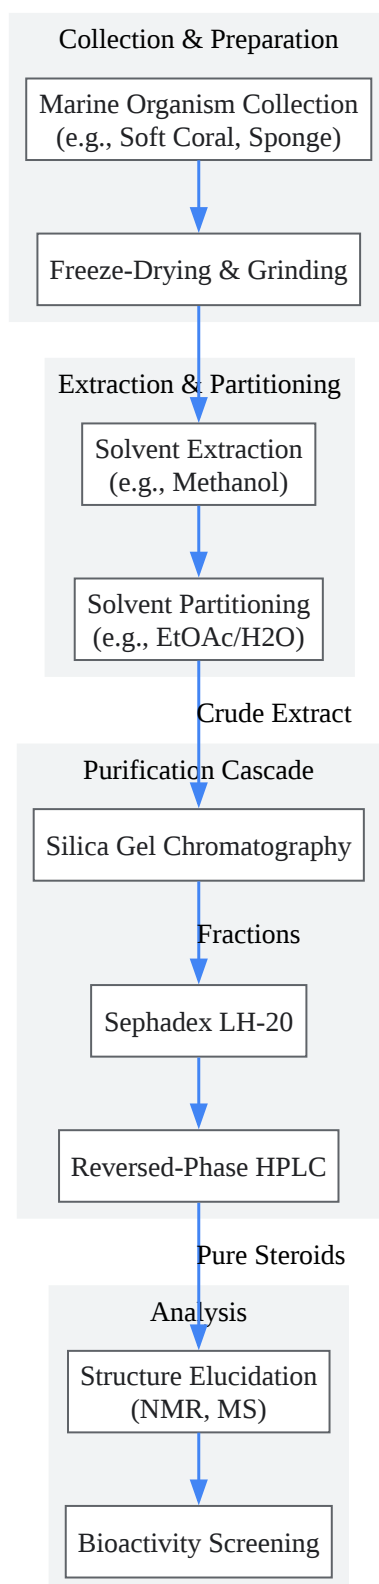 Collection & Preparation
Marine Organism Collection
(e.g., Soft Coral, Sponge)
Freeze-Drying & Grinding
Extraction & Partitioning
Solvent Extraction
(e.g., Methanol)
Solvent Partitioning
(e.g., EtOAc/H2O)
Crude Extract
Purification Cascade
Silica Gel Chromatography
Fractions
Sephadex LH-20
Reversed-Phase HPLC
Pure Steroids
Analysis
Structure Elucidation
(NMR, MS)
Bioactivity Screening